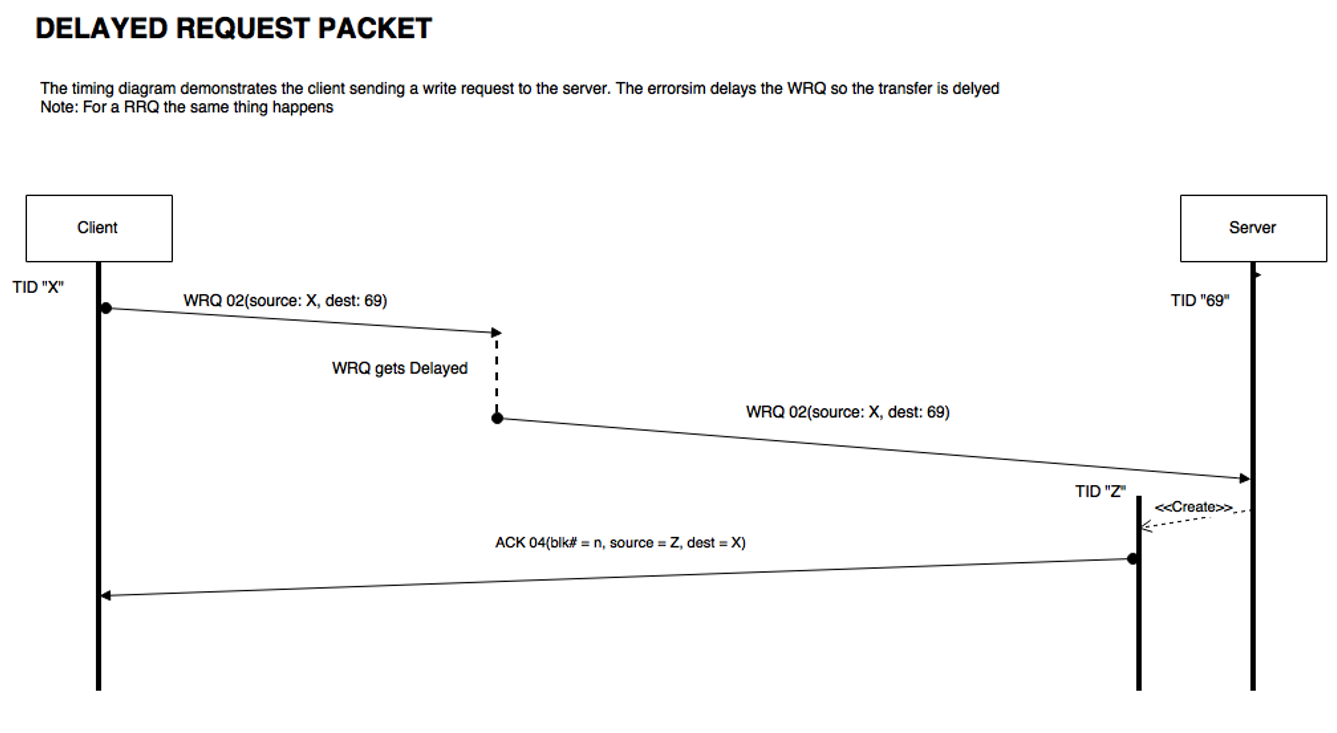 DELAYED REQUEST PACKET
The timing diagram demonstrates the client sending a write request to the server. The errorsim delays the WRQ so the transfer is delyed
Note: For a RRQ the same thing happens
Client
Server
TID "X"
WRQ 02(source: X, dest: 69)
TID "69"
WRQ gets Delayed
WRQ 02(source: X, dest: 69)
TID "Z"
<<Create>>
ACK 04(blk# = n, source = Z, dest = X)